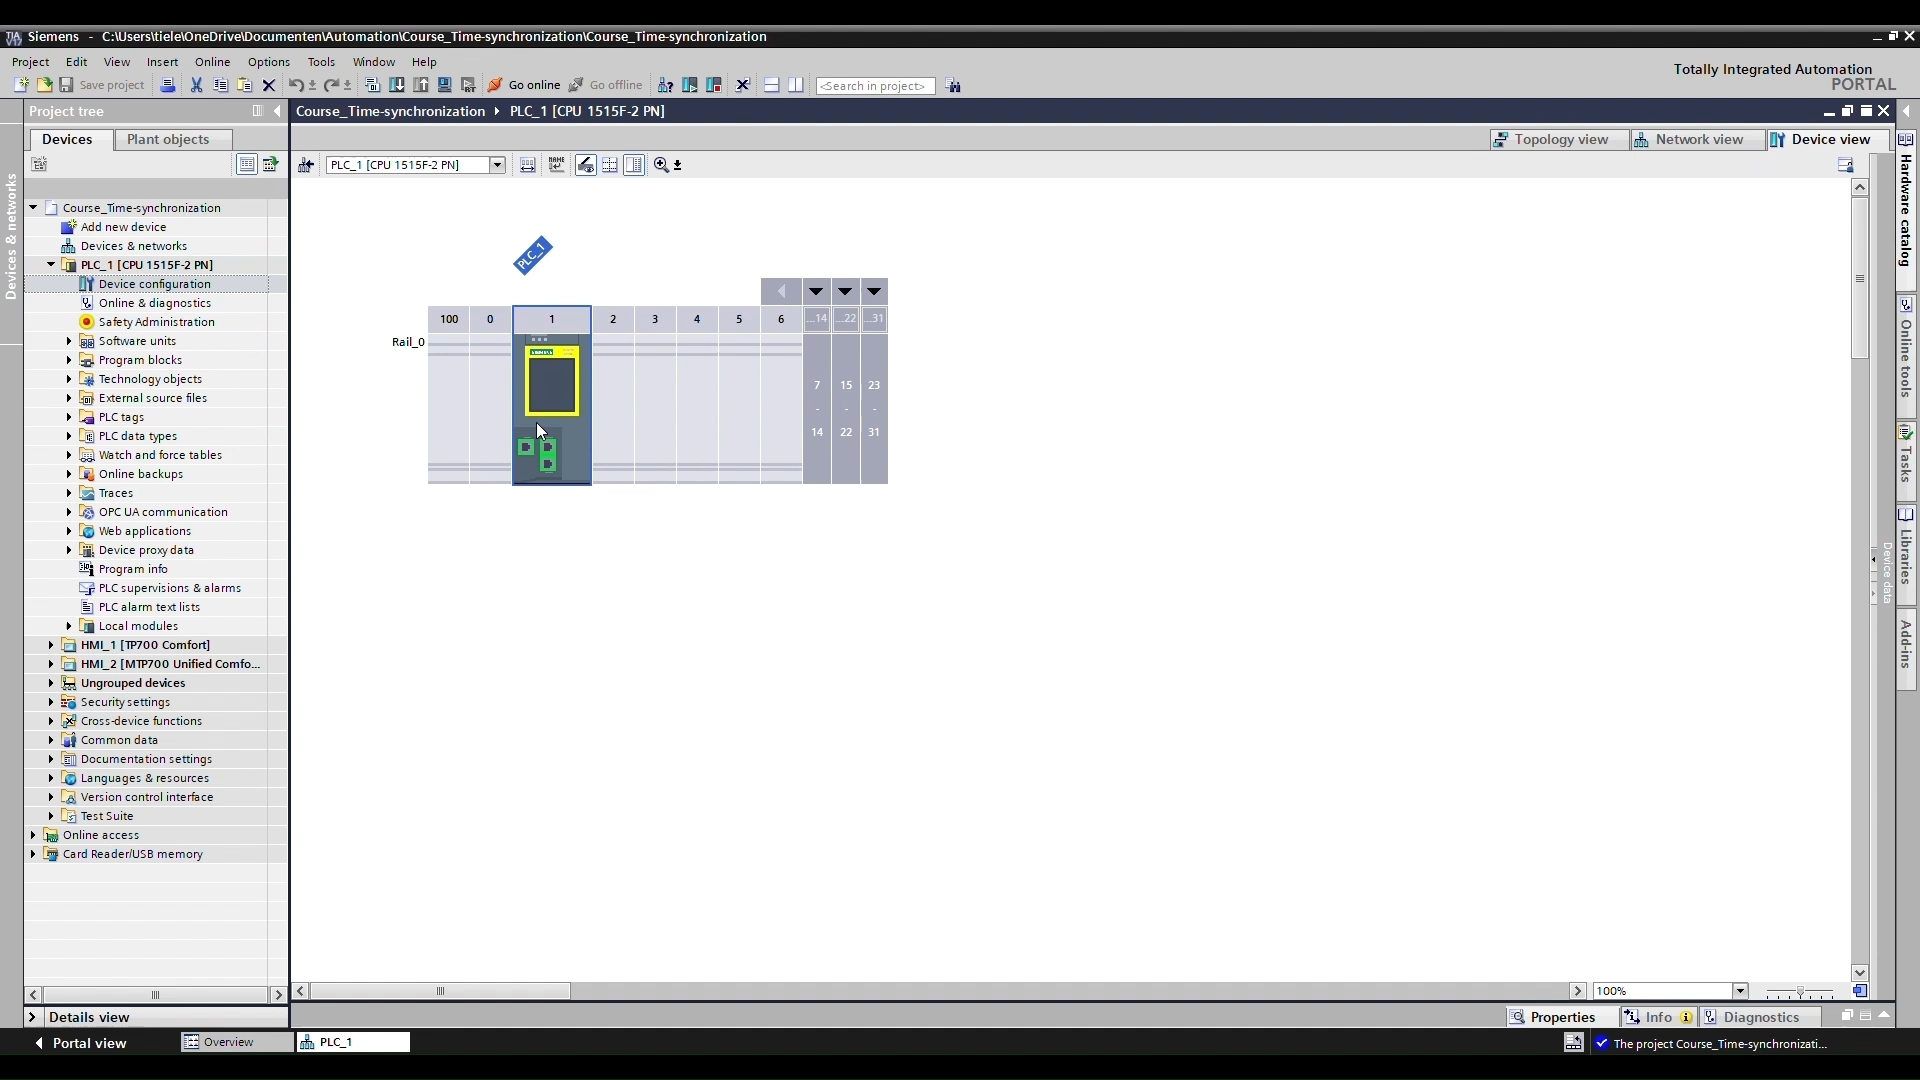 Siemens - C:\Users\tiele\OneDrive\Documenten\Automation\Course_Time-synchronization\Course_Time-synchronization
Project Edit View Insert Online Options Tools Window Help
Totally Integrated Automation
PORTAL
Save project Go online Go offline <Search in project>
Project tree
Course_Time-synchronization PLC_1 [CPU 1515F-2 PN]
Devices Plant objects
Topology view Network view Device view
PLC_1 [CPU 1515F-2 PN]
Devices & networks
Course_Time-synchronization
Add new device
Devices & networks
PLC_1 [CPU 1515F-2 PN]
Device configuration
Online & diagnostics
Safety Administration
Software units
Program blocks
Technology objects
External source files
PLC tags
PLC data types
Watch and force tables
Online backups
Traces
OPC UA communication
Web applications
Device proxy data
Program info
PLC supervisions & alarms
PLC alarm text lists
Local modules
HMI_1 [TP700 Comfort]
HMI_2 [MTP700 Unified Comfo...
Ungrouped devices
Security settings
Cross-device functions
Common data
Documentation settings
Languages & resources
Version control interface
Test Suite
Online access
Card Reader/USB memory
PLC_1
100 0 1 2 3 4 5 6 ...14 ...22 ...31
Rail_0
SIEMENS
7 15 23
- - -
14 22 31
Hardware catalog
Online tools
Tasks
Libraries
Add-ins
Device data
100%
Details view
Properties Info Diagnostics
Portal view Overview PLC_1
The project Course_Time-synchronizati...